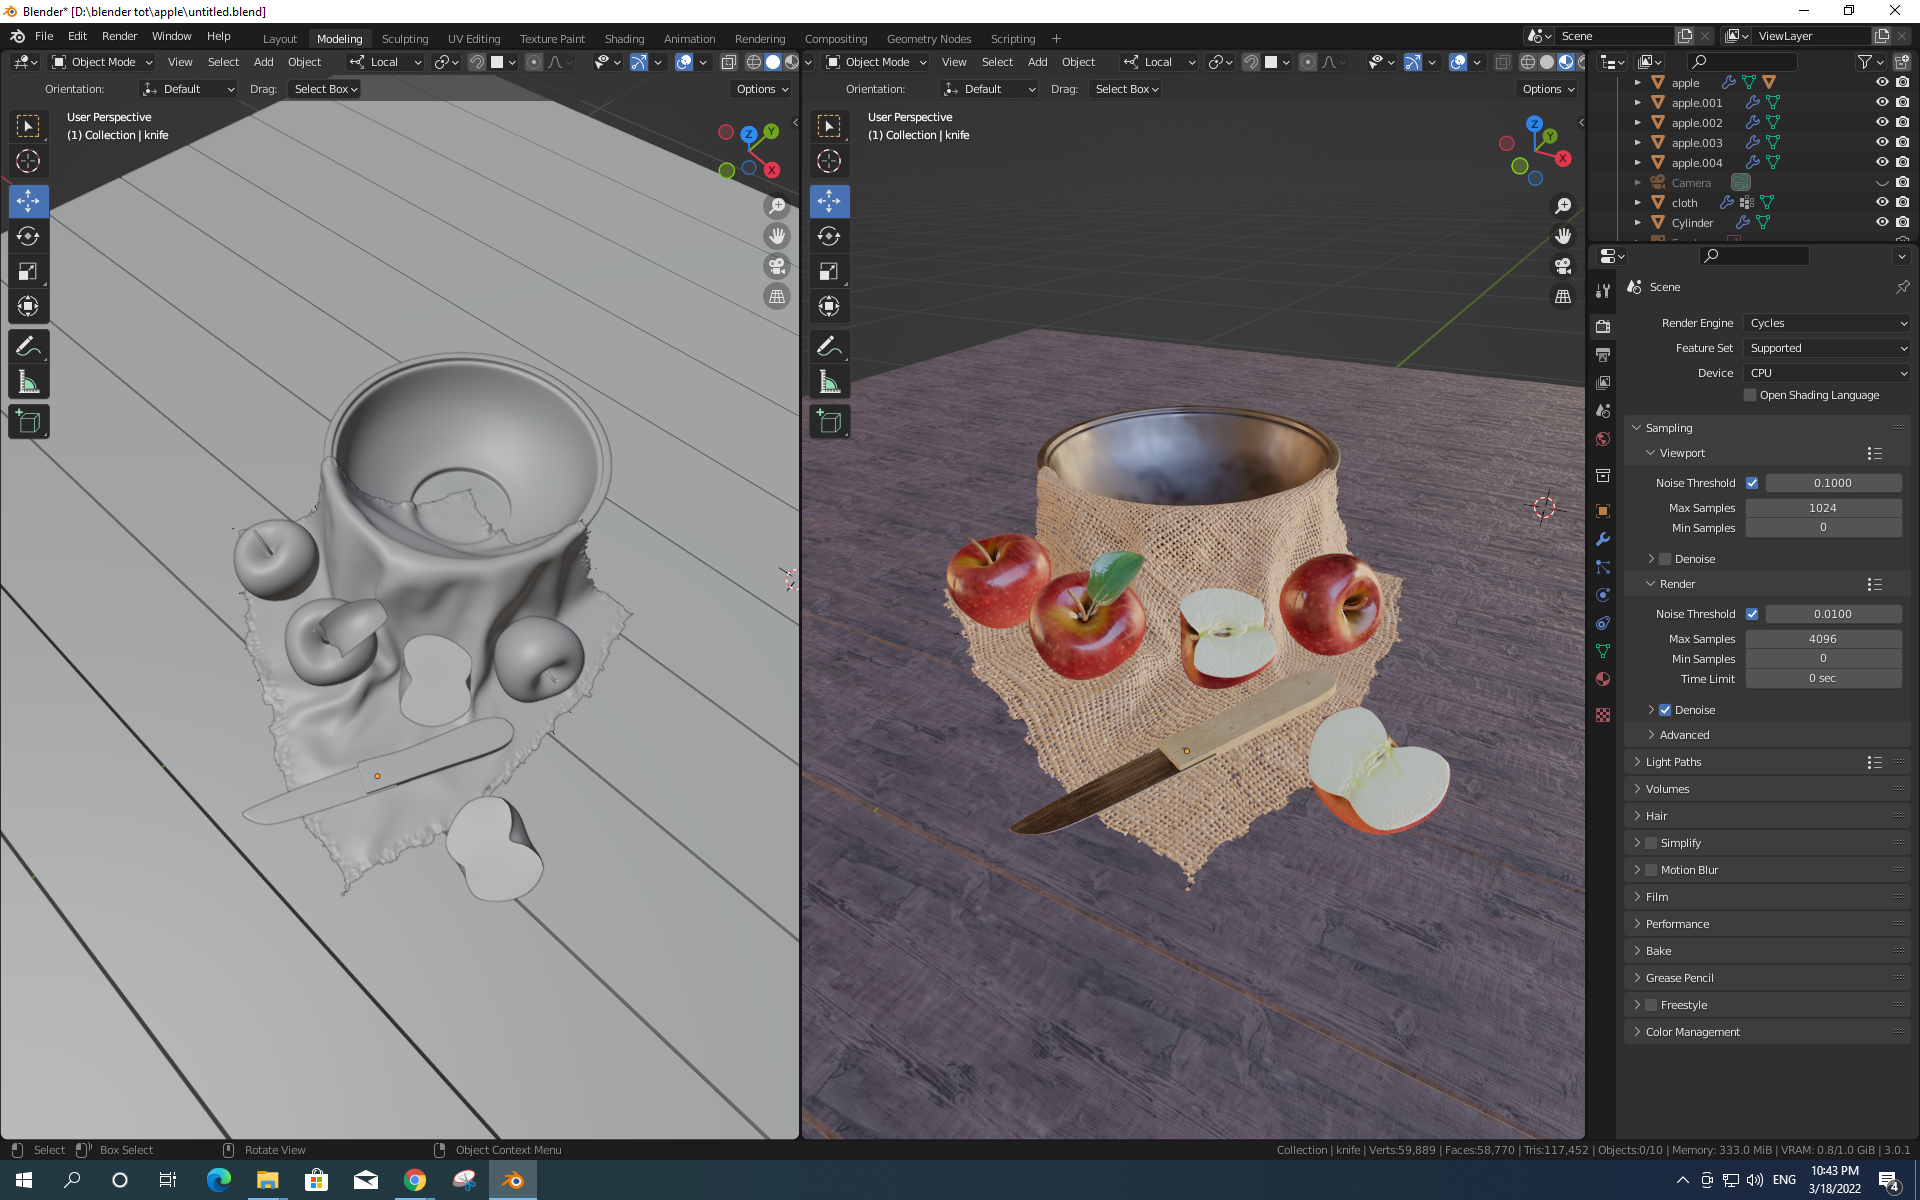 Blender* [D:\blender tot\apple\untitled.blend]
File Edit Render Window Help
Layout Modeling Sculpting UV Editing Texture Paint Shading Animation Rendering Compositing Geometry Nodes Scripting +
Scene
ViewLayer
Object Mode View Select Add Object Local
Object Mode View Select Add Object Local
Orientation: Default Drag: Select Box Options
Orientation: Default Drag: Select Box Options
User Perspective
(1) Collection | knife
Z Y X
User Perspective
(1) Collection | knife
Z Y X
apple
apple.001
apple.002
apple.003
apple.004
Camera
cloth
Cylinder
Scene
Render Engine Cycles
Feature Set Supported
Device CPU
Open Shading Language
Sampling
Viewport
Noise Threshold 0.1000
Max Samples 1024
Min Samples 0
Denoise
Render
Noise Threshold 0.0100
Max Samples 4096
Min Samples 0
Time Limit 0 sec
Denoise
Advanced
Light Paths
Volumes
Hair
Simplify
Motion Blur
Film
Performance
Bake
Grease Pencil
Freestyle
Color Management
Select Box Select Rotate View Object Context Menu
Collection | knife | Verts:59,889 | Faces:58,770 | Tris:117,452 | Objects:0/10 | Memory: 333.0 MiB | VRAM: 0.8/1.0 GiB | 3.0.1
ENG
10:43 PM
3/18/2022
4